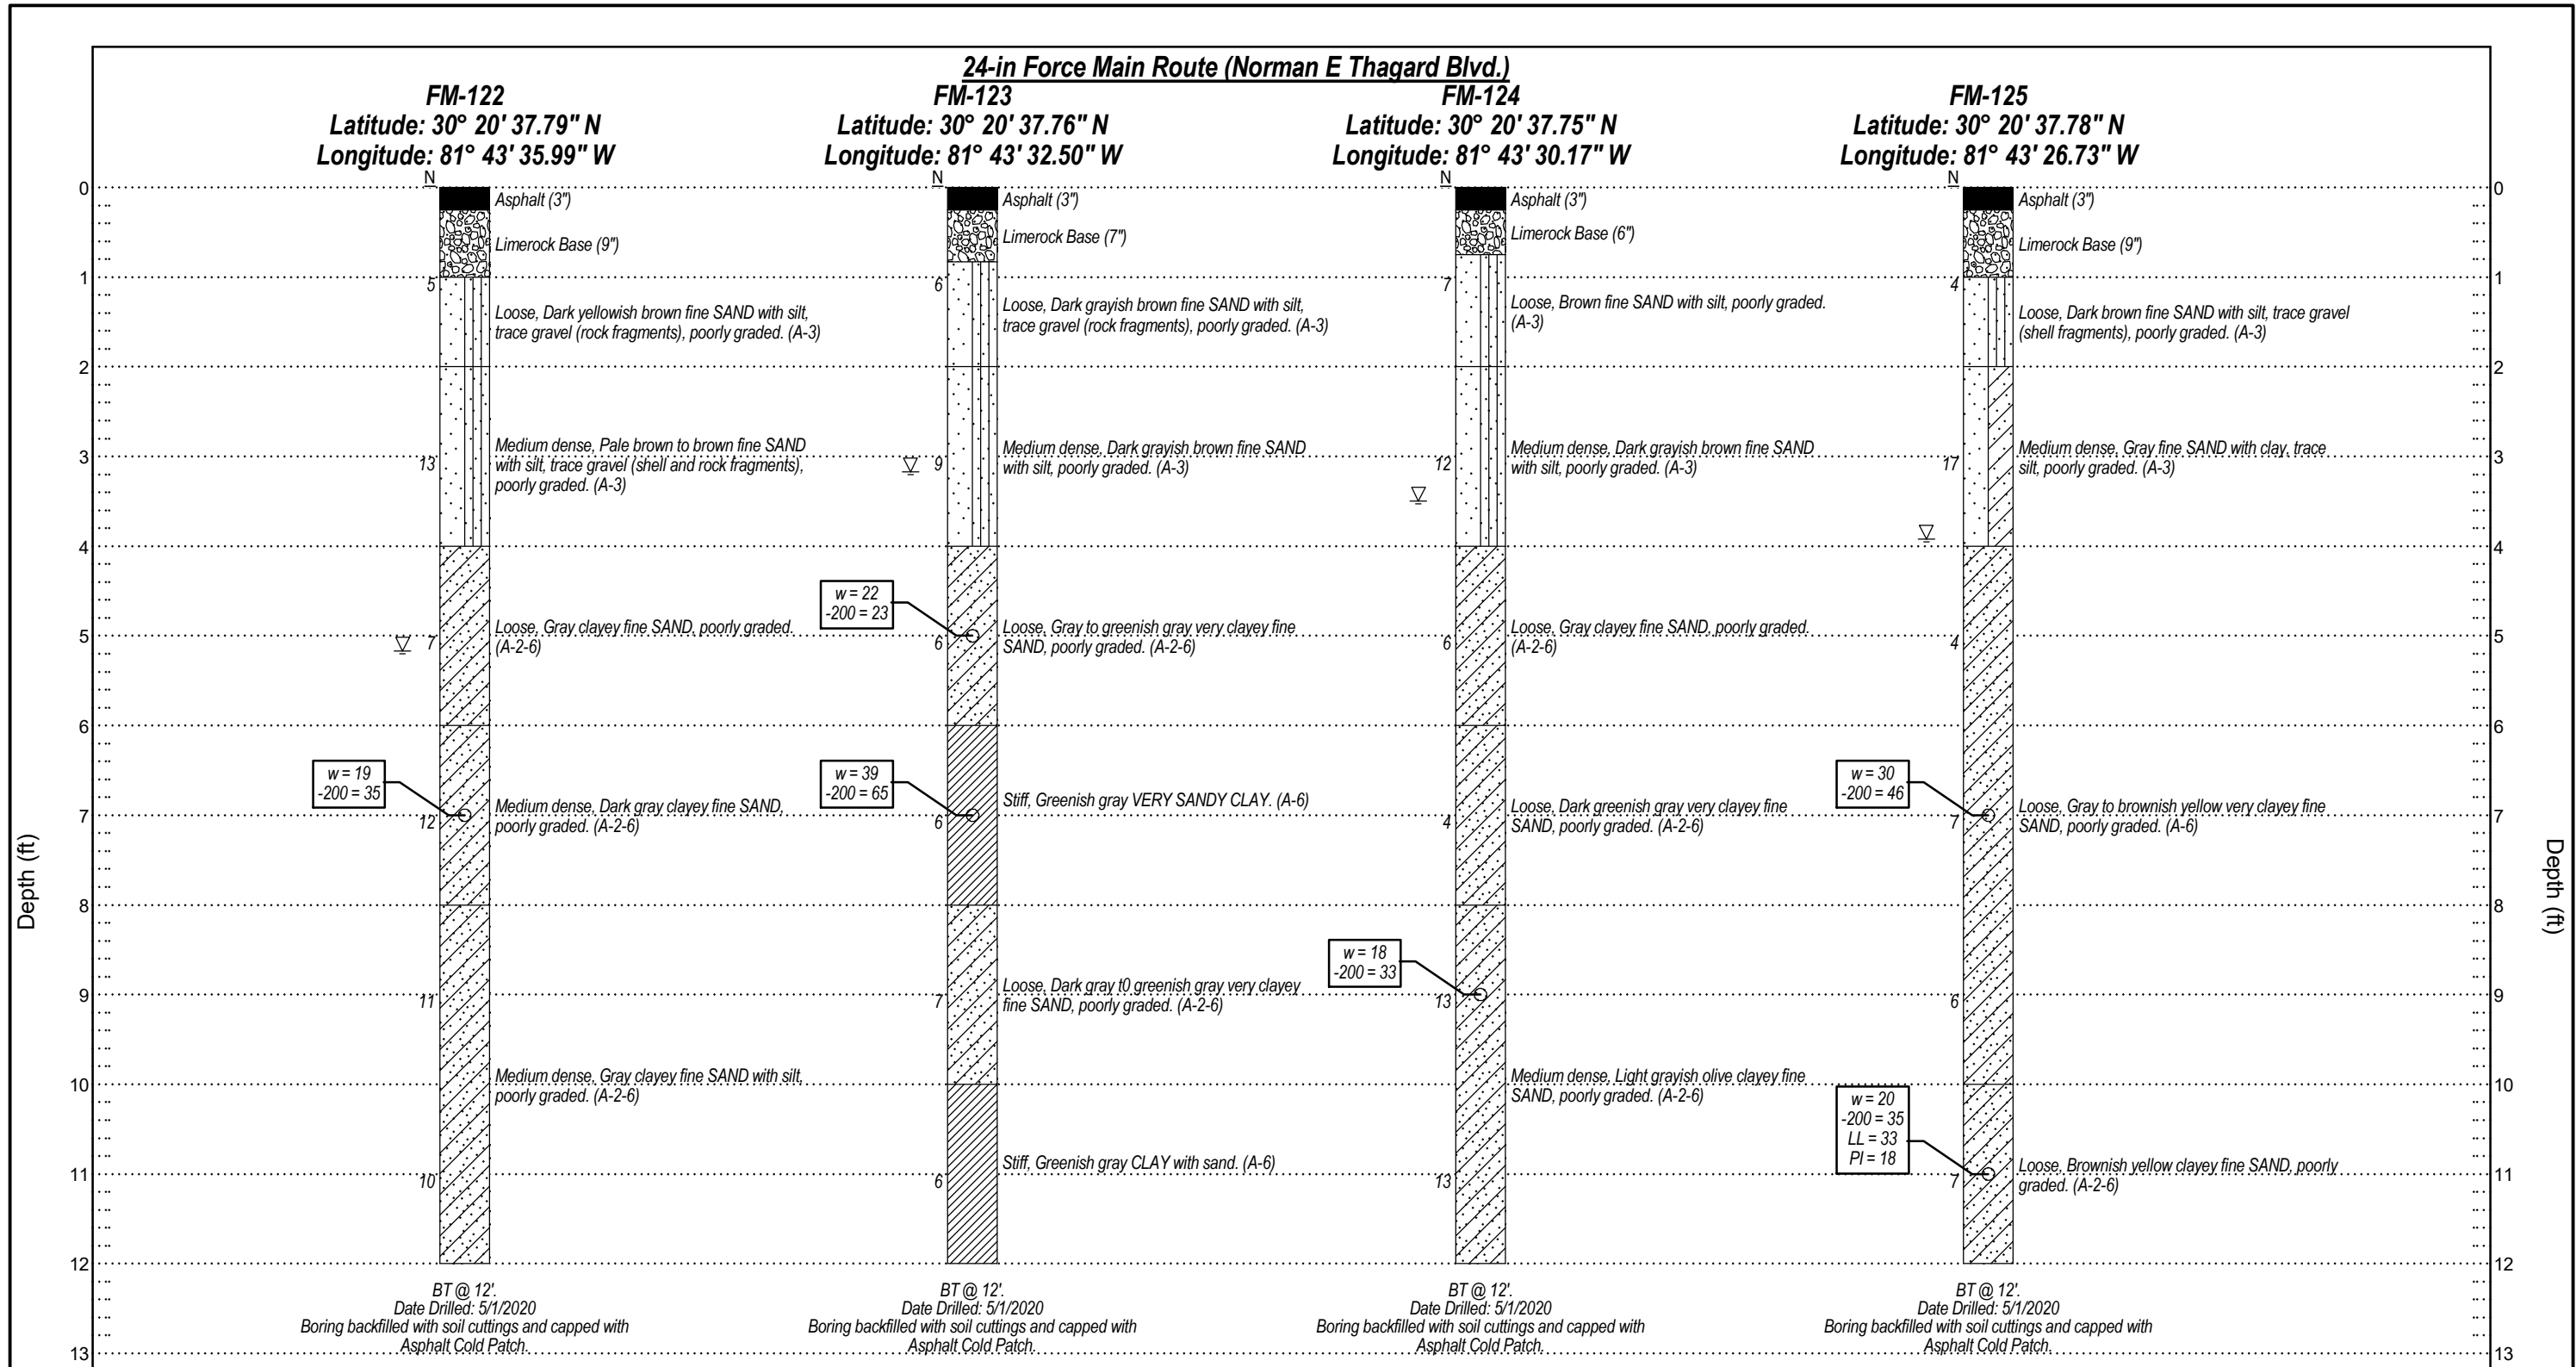 24-in Force Main Route (Norman E Thagard Blvd.)
FM-122
Latitude: 30° 20' 37.79" N
Longitude: 81° 43' 35.99" W
FM-123
Latitude: 30° 20' 37.76" N
Longitude: 81° 43' 32.50" W
FM-124
Latitude: 30° 20' 37.75" N
Longitude: 81° 43' 30.17" W
FM-125
Latitude: 30° 20' 37.78" N
Longitude: 81° 43' 26.73" W
Depth (ft)
0
1
2
3
4
5
6
7
8
9
10
11
12
13
N
Asphalt (3")
Limerock Base (9")
5
Loose, Dark yellowish brown fine SAND with silt,
trace gravel (rock fragments), poorly graded. (A-3)
13
Medium dense, Pale brown to brown fine SAND
with silt, trace gravel (shell and rock fragments),
poorly graded. (A-3)
7
Loose, Gray clayey fine SAND, poorly graded.
(A-2-6)
w = 19
-200 = 35
12
Medium dense, Dark gray clayey fine SAND,
poorly graded. (A-2-6)
11
Medium dense, Gray clayey fine SAND with silt,
poorly graded. (A-2-6)
10
BT @ 12'.
Date Drilled: 5/1/2020
Boring backfilled with soil cuttings and capped with
Asphalt Cold Patch.
N
Asphalt (3")
Limerock Base (7")
6
Loose, Dark grayish brown fine SAND with silt,
trace gravel (rock fragments), poorly graded. (A-3)
9
Medium dense, Dark grayish brown fine SAND
with silt, poorly graded. (A-3)
w = 22
-200 = 23
6
Loose, Gray to greenish gray very clayey fine
SAND, poorly graded. (A-2-6)
w = 39
-200 = 65
6
Stiff, Greenish gray VERY SANDY CLAY. (A-6)
7
Loose, Dark gray t0 greenish gray very clayey
fine SAND, poorly graded. (A-2-6)
6
Stiff, Greenish gray CLAY with sand. (A-6)
BT @ 12'.
Date Drilled: 5/1/2020
Boring backfilled with soil cuttings and capped with
Asphalt Cold Patch.
N
Asphalt (3")
Limerock Base (6")
7
Loose, Brown fine SAND with silt, poorly graded.
(A-3)
12
Medium dense, Dark grayish brown fine SAND
with silt, poorly graded. (A-3)
6
Loose, Gray clayey fine SAND, poorly graded.
(A-2-6)
4
Loose, Dark greenish gray very clayey fine
SAND, poorly graded. (A-2-6)
w = 18
-200 = 33
13
Medium dense, Light grayish olive clayey fine
SAND, poorly graded. (A-2-6)
13
BT @ 12'.
Date Drilled: 5/1/2020
Boring backfilled with soil cuttings and capped with
Asphalt Cold Patch.
N
Asphalt (3")
Limerock Base (9")
4
Loose, Dark brown fine SAND with silt, trace gravel
(shell fragments), poorly graded. (A-3)
17
Medium dense, Gray fine SAND with clay, trace
silt, poorly graded. (A-3)
4
w = 30
-200 = 46
7
Loose, Gray to brownish yellow very clayey fine
SAND, poorly graded. (A-6)
6
w = 20
-200 = 35
LL = 33
PI = 18
7
Loose, Brownish yellow clayey fine SAND, poorly
graded. (A-2-6)
BT @ 12'.
Date Drilled: 5/1/2020
Boring backfilled with soil cuttings and capped with
Asphalt Cold Patch.
0
1
2
3
4
5
6
7
8
9
10
11
12
13
Depth (ft)